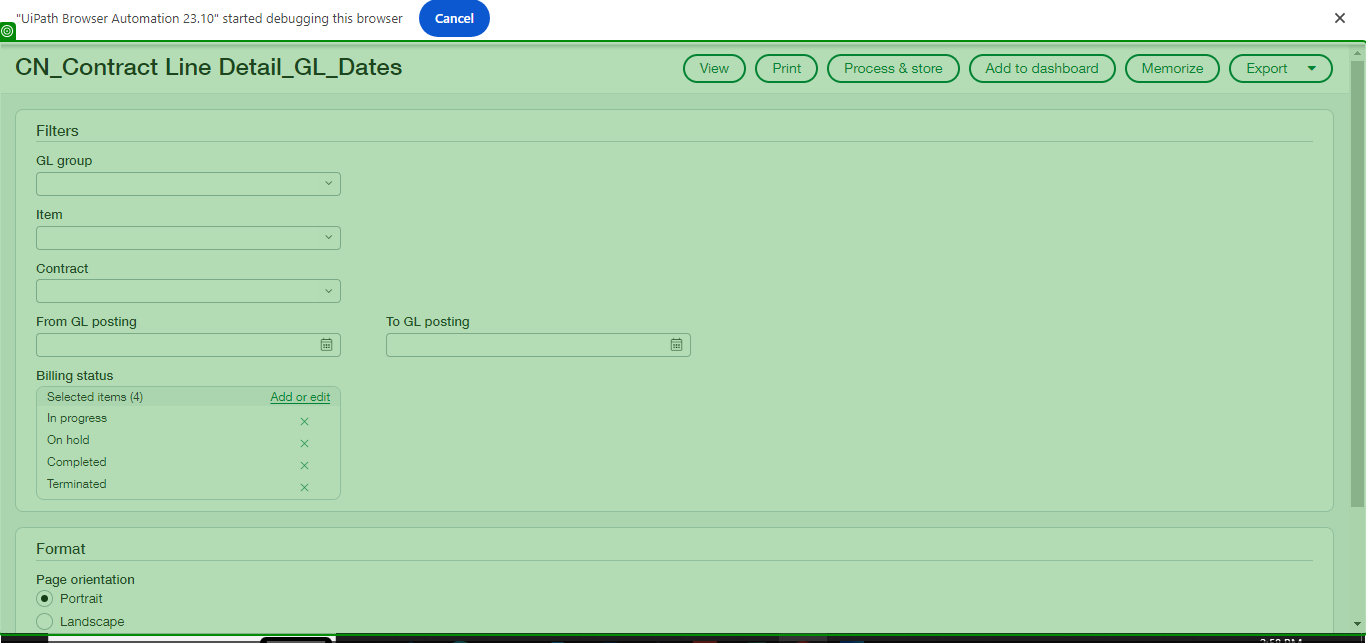 "UiPath Browser Automation 23.10" started debugging this browser
Cancel
CN_Contract Line Detail_GL_Dates
View
Print
Process & store
Add to dashboard
Memorize
Export
Filters
GL group
Item
Contract
From GL posting
To GL posting
Billing status
Selected items (4)
Add or edit
In progress
On hold
Completed
Terminated
Format
Page orientation
Portrait
Landscape